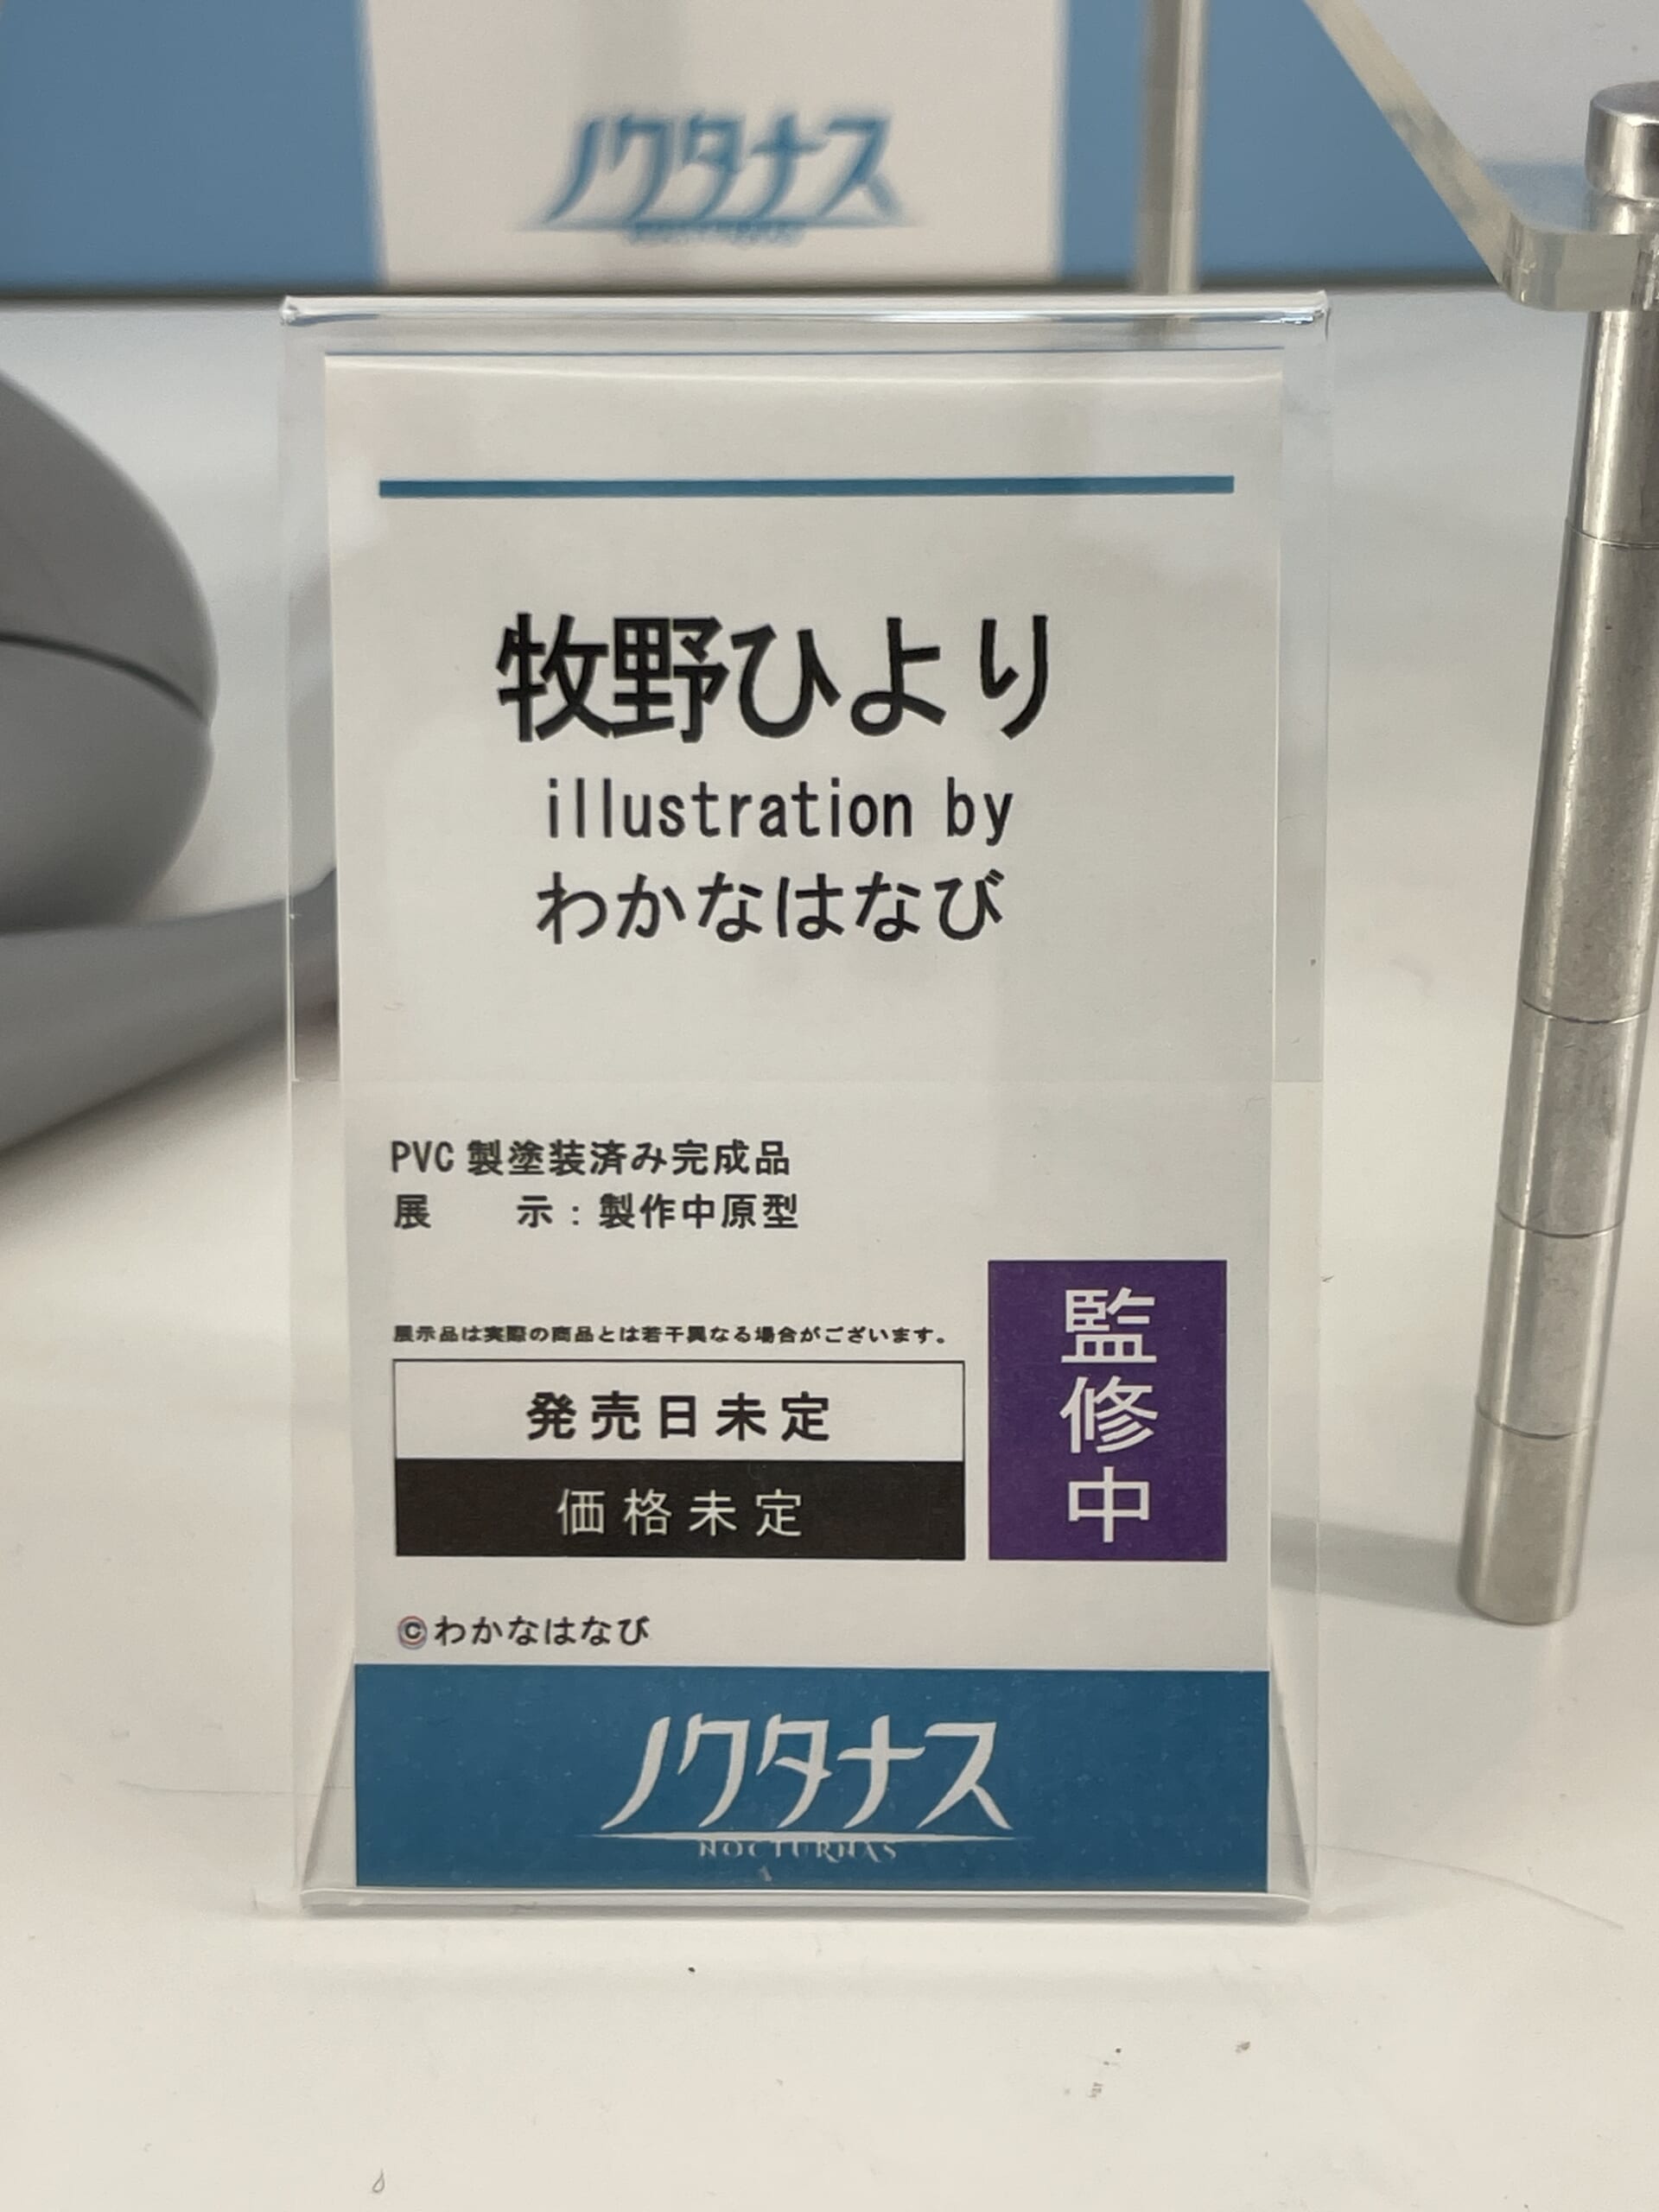 ノクタナス
牧野ひより
illustration by
わかなはなび
PVC 製塗装済み完成品
展　　示：製作中原型
展示品は実際の商品とは若干異なる場合がございます。
発売日未定
価格未定
監修中
©わかなはなび
ノクタナス
NOCTURNAS